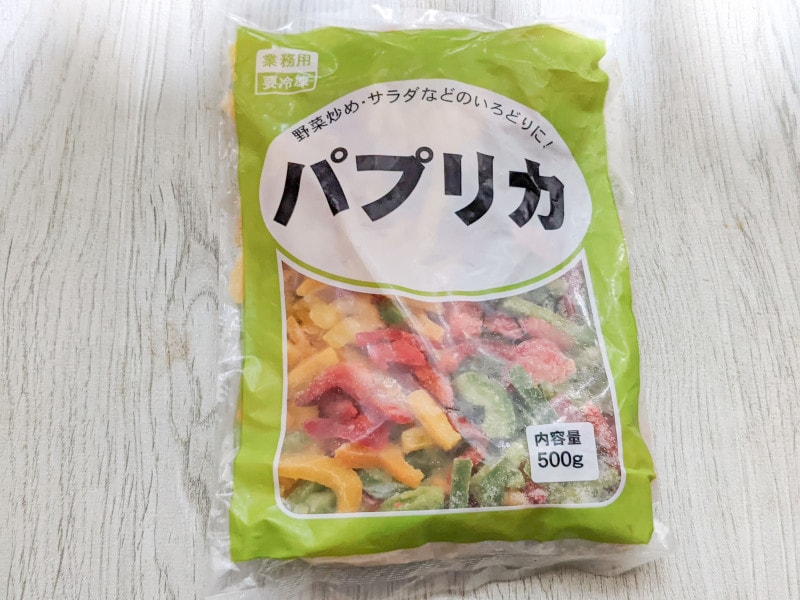 業務用
要冷凍
野菜炒め・サラダなどのいろどりに！
パプリカ
内容量
500g